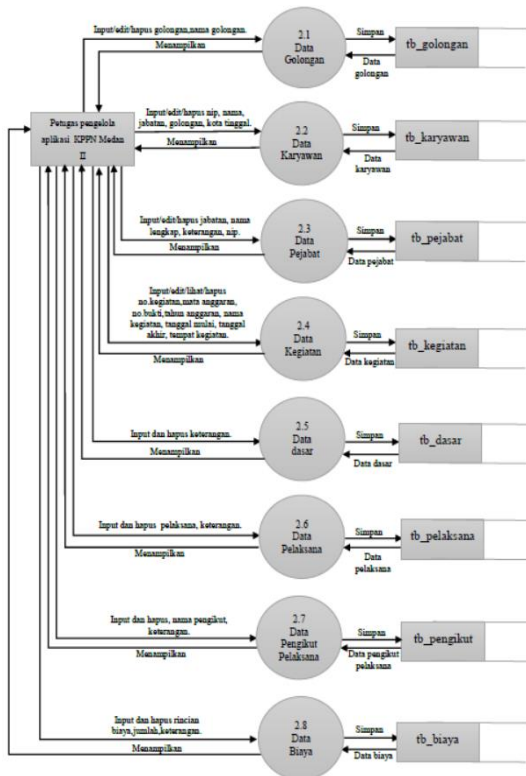 Input/edit/hapus golongan,nama golongan.
Menampilkan
2.1
Data
Golongan
Simpan
Data
golongan
tb_golongan
Petugas pengelola
aplikasi KPPN Medan
II
Input/edit/hapus nip, nama,
jabatan, golongan, kota tinggal.
Menampilkan
2.2
Data
Karyawan
Simpan
Data
karyawan
tb_karyawan
Input/edit/hapus jabatan, nama
lengkap, keterangan, nip.
Menampilkan
2.3
Data
Pejabat
Simpan
Data pejabat
tb_pejabat
Input/edit/lihat/hapus
no.kegiatan,mata anggaran,
no.bukti,tahun anggaran, nama
kegiatan, tanggal mulai, tanggal
akhir, tempat kegiatan.
Menampilkan
2.4
Data
Kegiatan
Simpan
Data kegiatan
tb_kegiatan
Input dan hapus keterangan.
Menampilkan
2.5
Data
dasar
Simpan
Data dasar
tb_dasar
Input dan hapus pelaksana, keterangan.
Menampilkan
2.6
Data
Pelaksana
Simpan
Data
pelaksana
tb_pelaksana
Input dan hapus, nama pengikut,
keterangan.
Menampilkan
2.7
Data
Pengikut
Pelaksana
Simpan
Data pengikut
pelaksana
tb_pengikut
Input dan hapus rincian
biaya,jumlah,keterangan.
Menampilkan
2.8
Data
Biaya
Simpan
Data biaya
tb_biaya